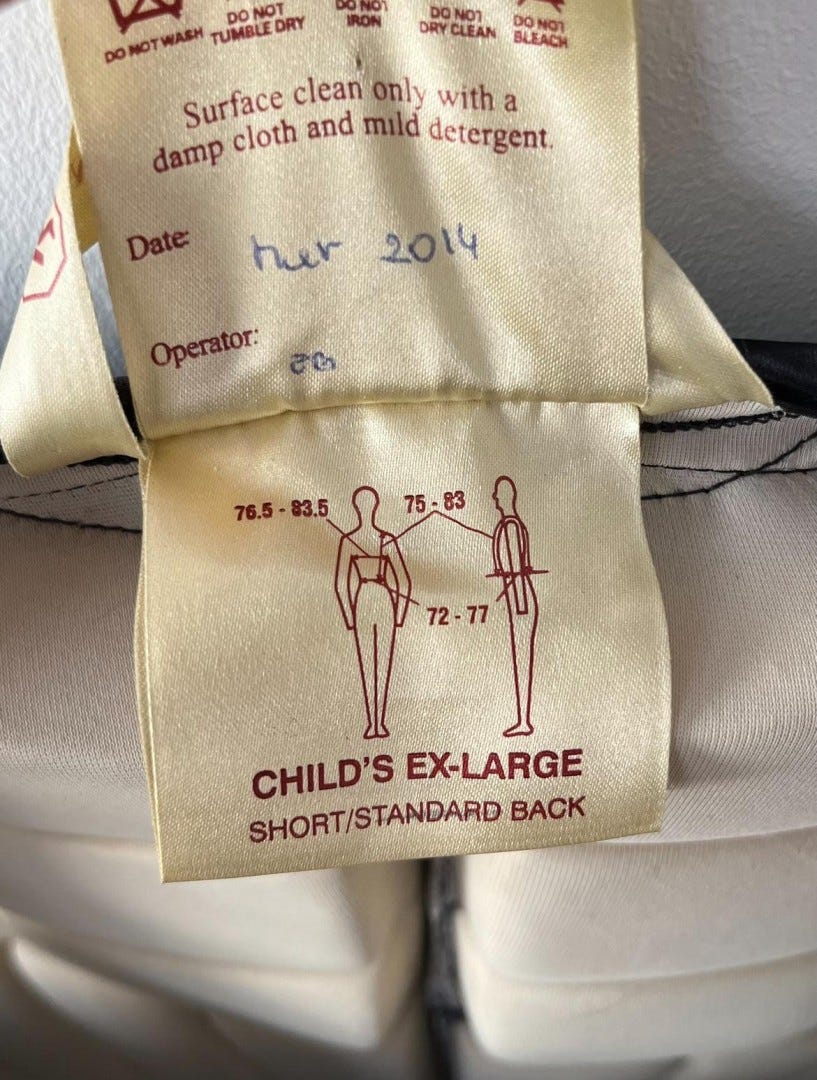 DO NOT WASH
DO NOT
TUMBLE DRY
DO NOT
IRON
DO NOT
DRY CLEAN
DO NOT
BLEACH
Surface clean only with a
damp cloth and mild detergent.
Date: 2014
Operator:
76.5 - 83.5
75 - 83
72 - 77
CHILD'S EX-LARGE
SHORT/STANDARD BACK